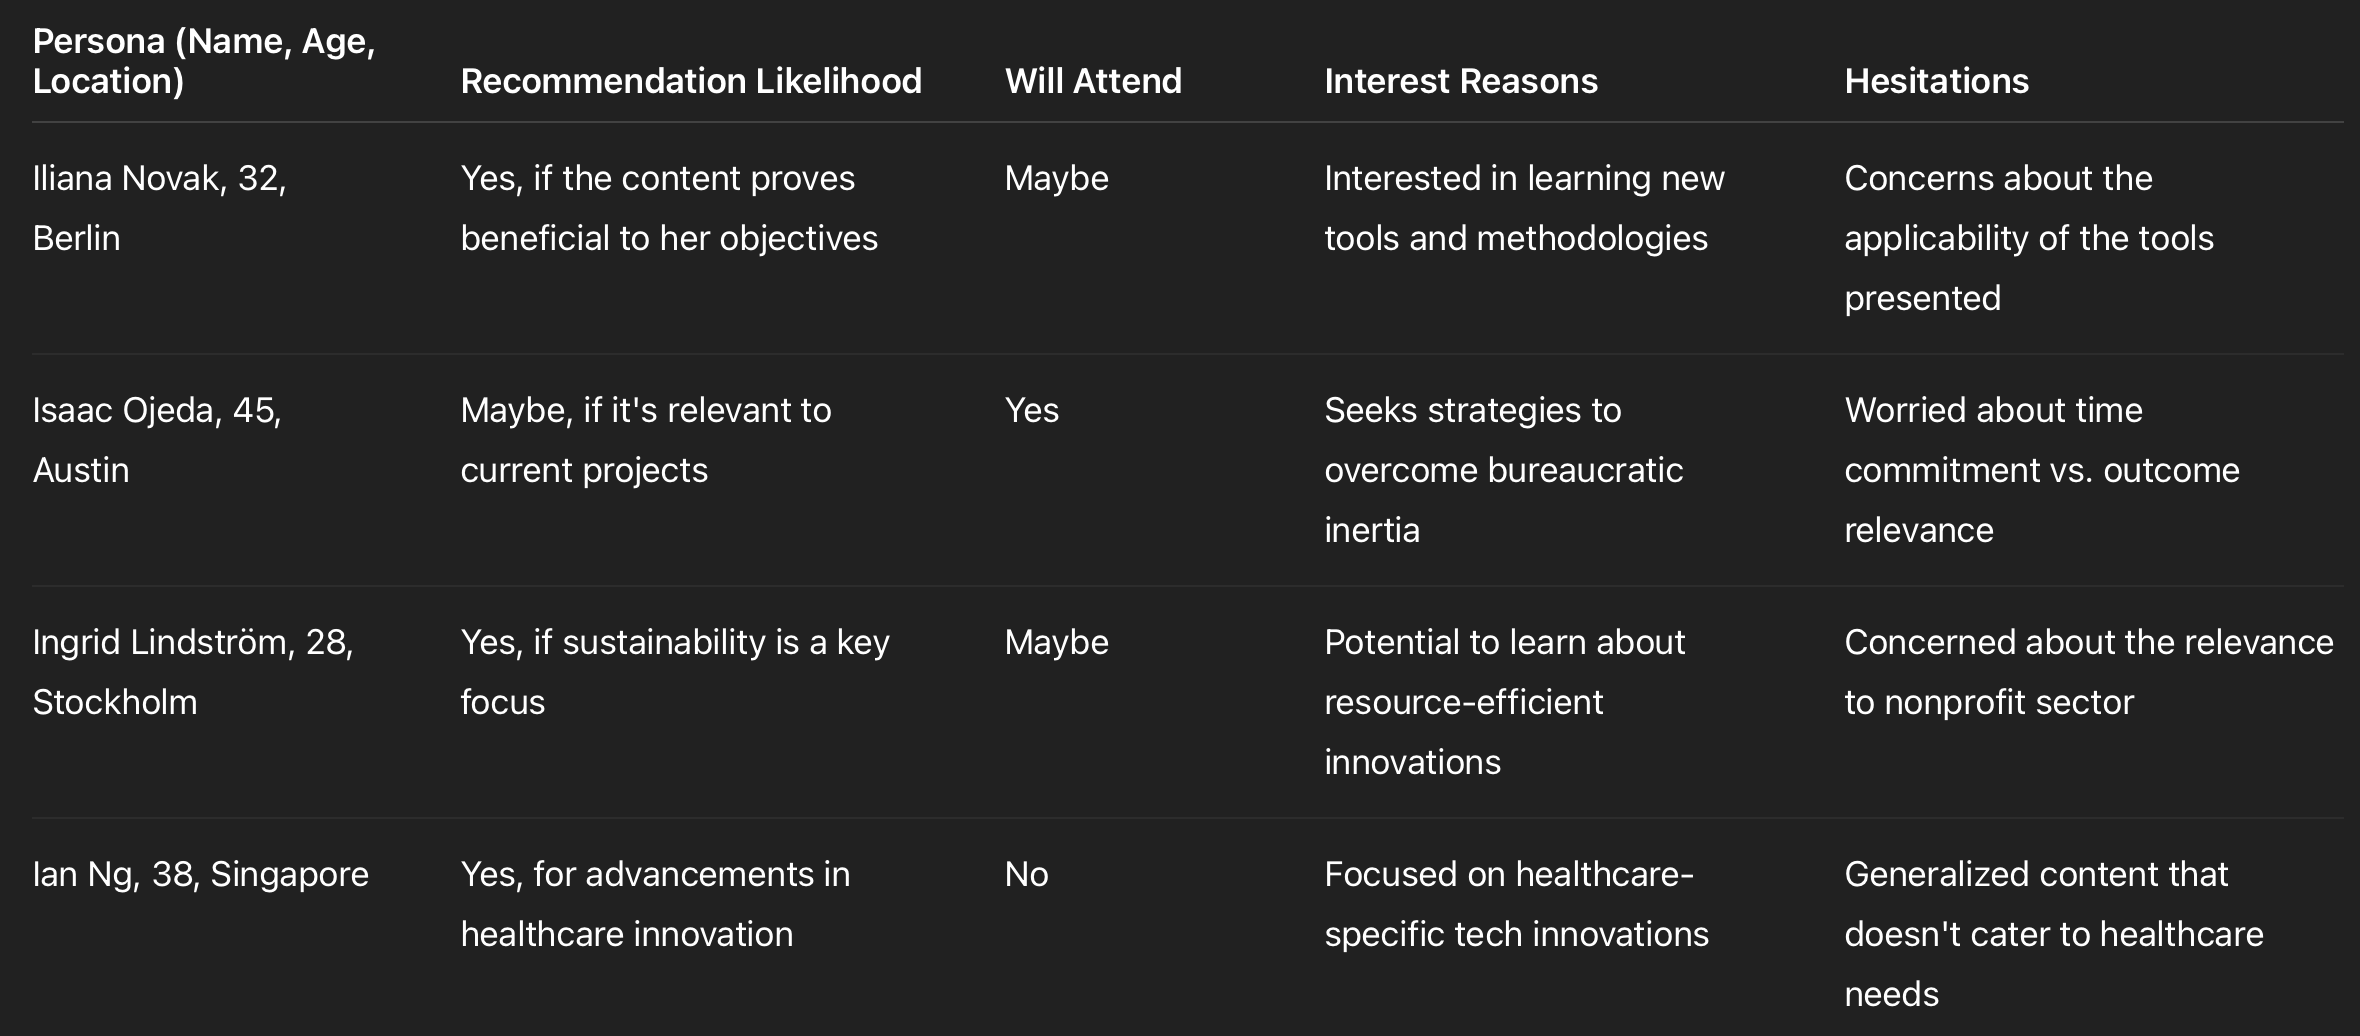 Persona (Name, Age,
Location)
Recommendation Likelihood
Will Attend
Interest Reasons
Hesitations
Iliana Novak, 32,
Berlin
Yes, if the content proves
beneficial to her objectives
Maybe
Interested in learning new
tools and methodologies
Concerns about the
applicability of the tools
presented
Isaac Ojeda, 45,
Austin
Maybe, if it's relevant to
current projects
Yes
Seeks strategies to
overcome bureaucratic
inertia
Worried about time
commitment vs. outcome
relevance
Ingrid Lindström, 28,
Stockholm
Yes, if sustainability is a key
focus
Maybe
Potential to learn about
resource-efficient
innovations
Concerned about the relevance
to nonprofit sector
Ian Ng, 38, Singapore
Yes, for advancements in
healthcare innovation
No
Focused on healthcare-
specific tech innovations
Generalized content that
doesn't cater to healthcare
needs